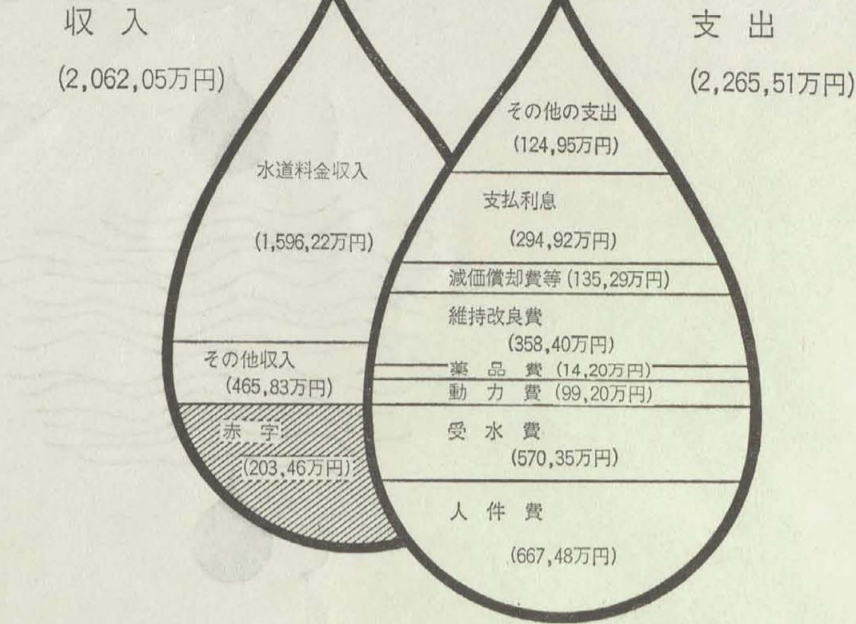 収入
(2,062,05万円)
水道料金収入
(1,596,22万円)
その他収入
(465,83万円)
赤字
(203,46万円)
支出
(2,265,51万円)
その他の支出
(124,95万円)
支払利息
(294,92万円)
減価償却費等(135,29万円)
維持改良費
(358,40万円)
薬品費(14,20万円)
動力費(99,20万円)
受水費
(570,35万円)
人件費
(667,48万円)